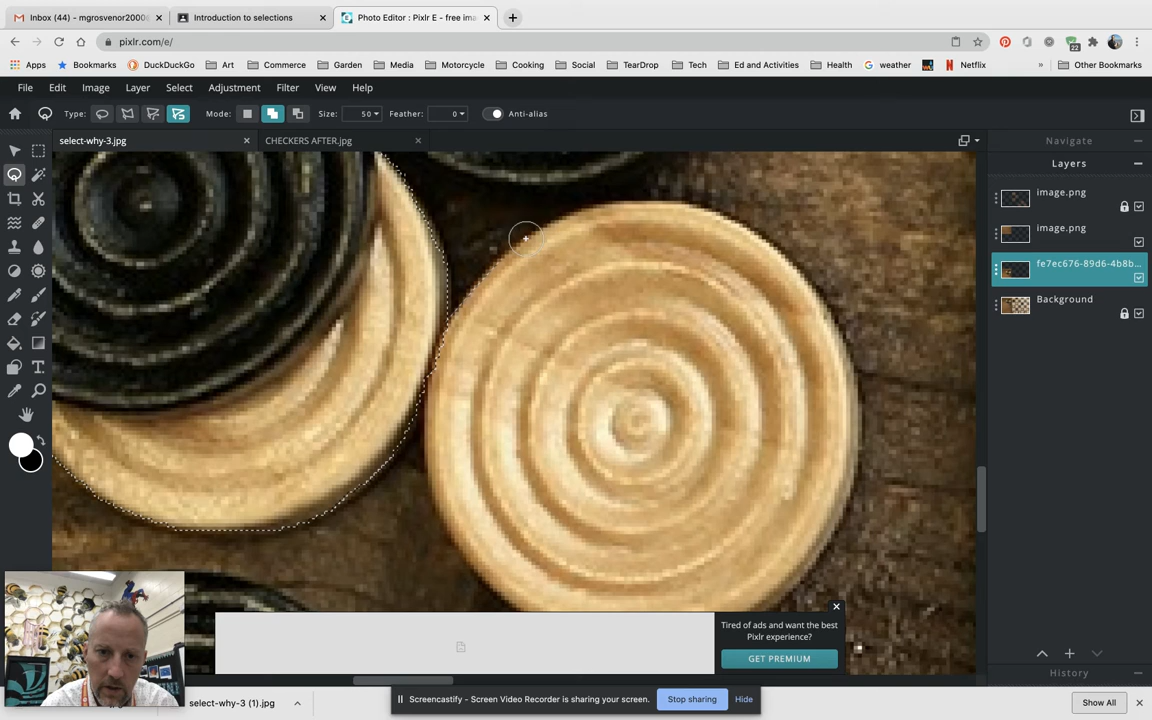 Inbox (44) – mgrosvenor2000
Introduction to selections
Photo Editor : Pixlr E - free ima
pixlr.com/e/
22
Apps
Bookmarks
DuckDuckGo
Art
Commerce
Garden
Media
Motorcycle
Cooking
Social
TearDrop
Tech
Ed and Activities
Health
weather
Netflix
»
Other Bookmarks
File Edit Image Layer Select Adjustment Filter View Help
Type:
Mode:
Size: 50
Feather: 0
Anti-alias
select-why-3.jpg
CHECKERS AFTER.jpg
Navigate
Layers
image.png
image.png
fe7ec676-89d6-4b8b...
Background
History
Tired of ads and want the best
Pixlr experience?
GET PREMIUM
Screencastify - Screen Video Recorder is sharing your screen.
Stop sharing
Hide
select-why-3 (1).jpg
Show All